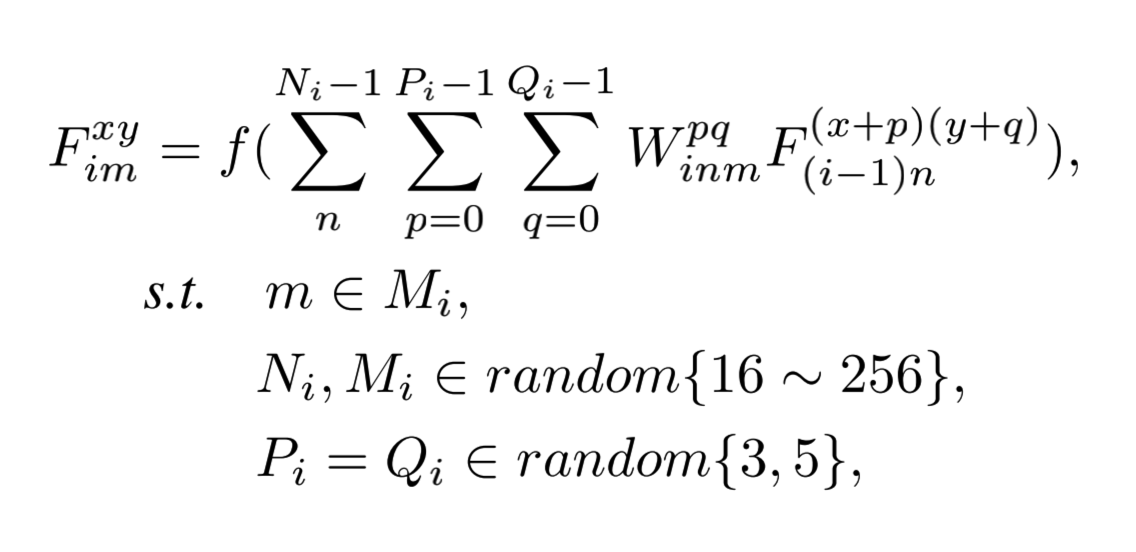 $F_{im}^{xy} = f(\sum_{n}^{N_i-1} \sum_{p=0}^{P_i-1} \sum_{q=0}^{Q_i-1} W_{inm}^{pq} F_{(i-1)n}^{(x+p)(y+q)}),$
s.t. $m \in M_i,$
$N_i, M_i \in random\{16 \sim 256\},$
$P_i = Q_i \in random\{3, 5\},$